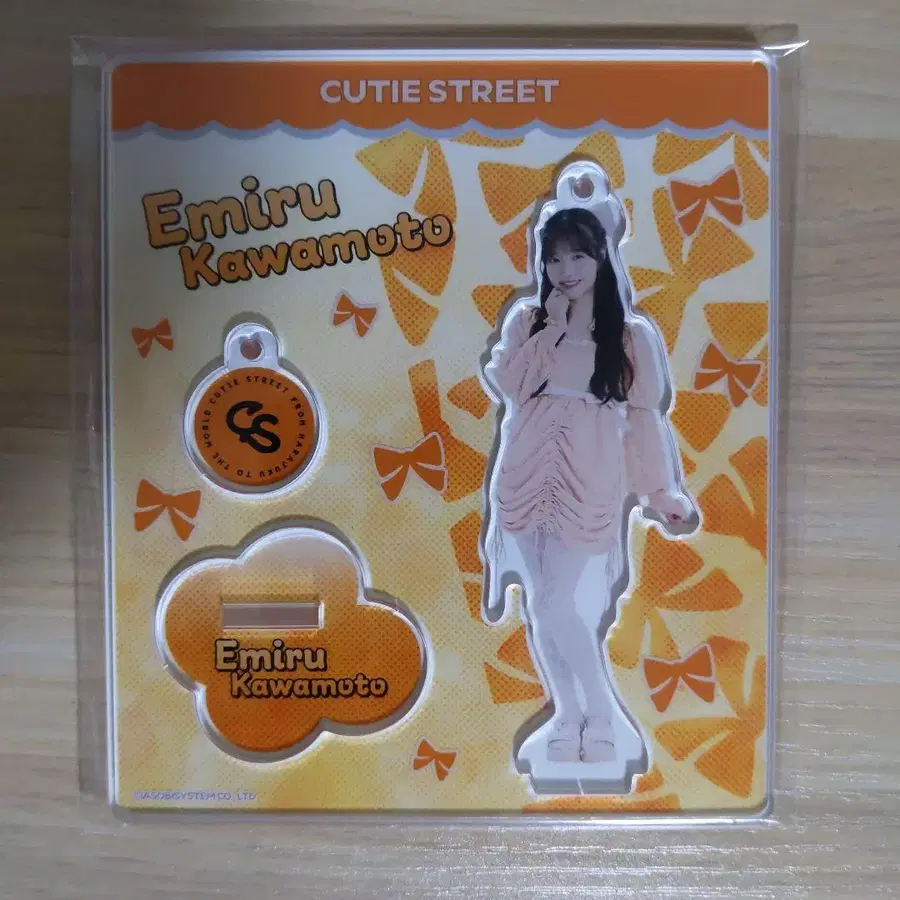 CUTIE STREET
Emiru
Kawamoto
CUTIE STREET FROM HARAJUKU TO THE WORLD
CS
Emiru
Kawamoto
©ASOBISYSTEM CO., LTD